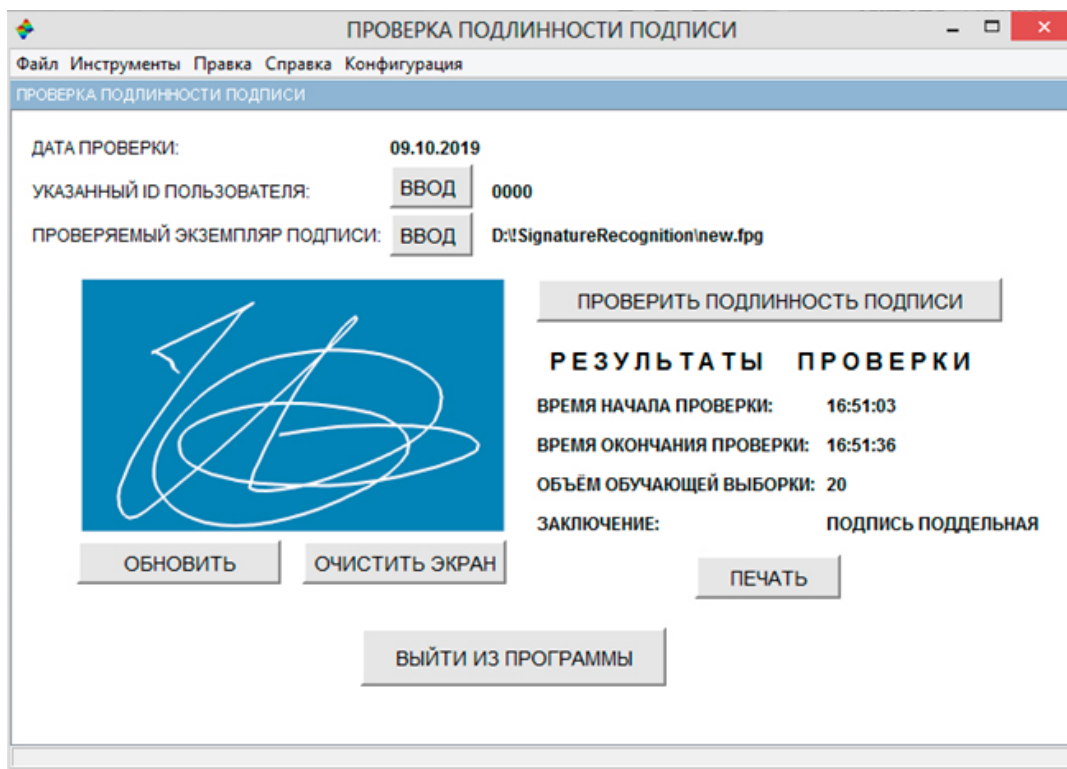 ПРОВЕРКА ПОДЛИННОСТИ ПОДПИСИ
Файл Инструменты Правка Справка Конфигурация
ПРОВЕРКА ПОДЛИННОСТИ ПОДПИСИ
ДАТА ПРОВЕРКИ: 09.10.2019
УКАЗАННЫЙ ID ПОЛЬЗОВАТЕЛЯ: ВВОД 0000
ПРОВЕРЯЕМЫЙ ЭКЗЕМПЛЯР ПОДПИСИ: ВВОД D:\!SignatureRecognition\new.fpg
ПРОВЕРИТЬ ПОДЛИННОСТЬ ПОДПИСИ
РЕЗУЛЬТАТЫ ПРОВЕРКИ
ВРЕМЯ НАЧАЛА ПРОВЕРКИ: 16:51:03
ВРЕМЯ ОКОНЧАНИЯ ПРОВЕРКИ: 16:51:36
ОБЪЁМ ОБУЧАЮЩЕЙ ВЫБОРКИ: 20
ЗАКЛЮЧЕНИЕ: ПОДПИСЬ ПОДДЕЛЬНАЯ
ОБНОВИТЬ ОЧИСТИТЬ ЭКРАН
ПЕЧАТЬ
ВЫЙТИ ИЗ ПРОГРАММЫ